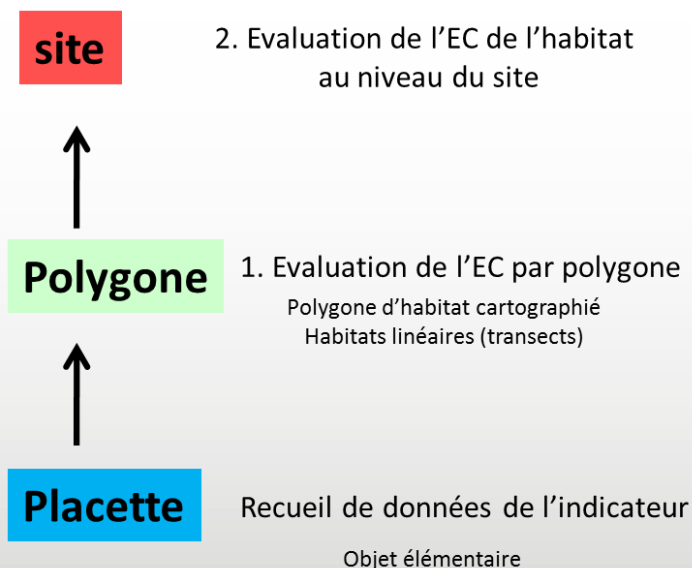 site
2. Evaluation de l’EC de l’habitat
au niveau du site
Polygone
1. Evaluation de l’EC par polygone
Polygone d’habitat cartographié
Habitats linéaires (transects)
Placette
Recueil de données de l’indicateur
Objet élémentaire